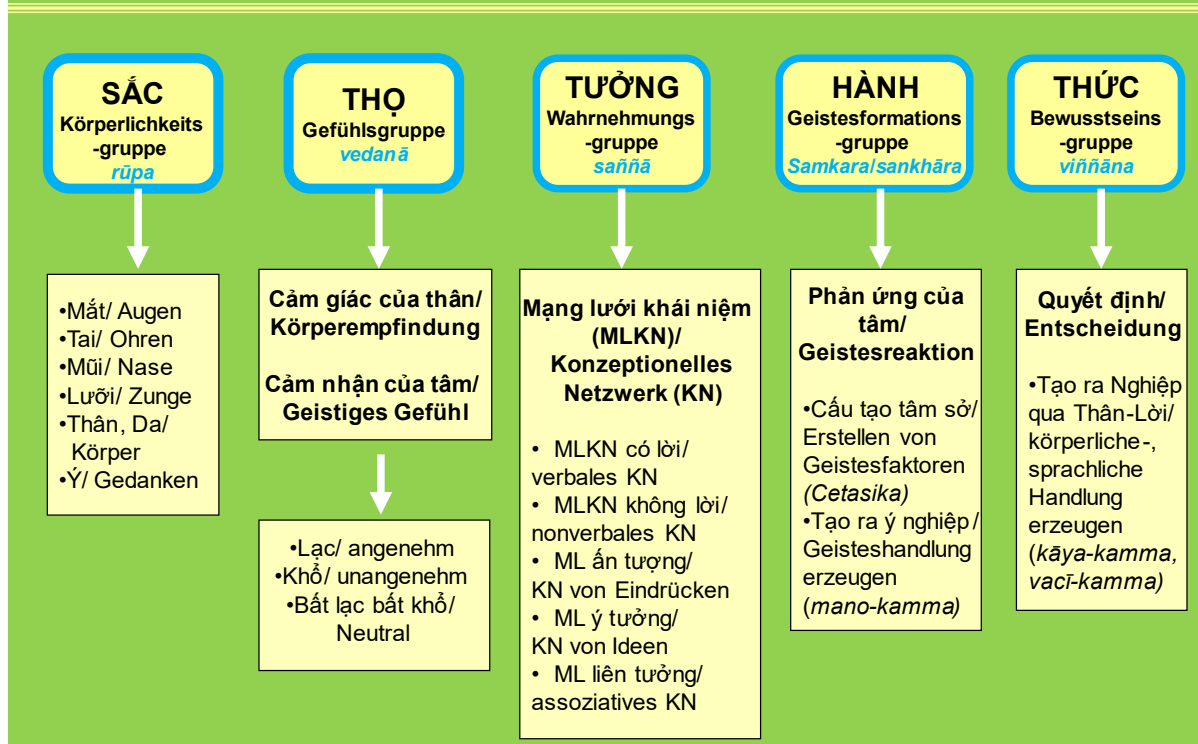 SẮC
Körperlichkeits
-gruppe
rūpa
•Mắt/ Augen
•Tai/ Ohren
•Mũi/ Nase
•Lưỡi/ Zunge
•Thân, Da/
Körper
•Ý/ Gedanken
THỌ
Gefühlsgruppe
vedanā
Cảm gíác của thân/
Körperempfindung
Cảm nhận của tâm/
Geistiges Gefühl
•Lạc/ angenehm
•Khổ/ unangenehm
•Bất lạc bất khổ/
Neutral
TƯỞNG
Wahrnehmungs
-gruppe
saññā
Mạng lưới khái niệm
(MLKN)/
Konzeptionelles
Netzwerk (KN)
• MLKN có lời/
verbales KN
• MLKN không lời/
nonverbales KN
• ML ấn tượng/
KN von Eindrücken
• ML ý tưởng/
KN von Ideen
• ML liên tưởng/
assoziatives KN
HÀNH
Geistesformations
-gruppe
Samkara/sankhāra
Phản ứng của
tâm/
Geistesreaktion
•Cấu tạo tâm sở/
Erstellen von
Geistesfaktoren
(Cetasika)
•Tạo ra ý nghiệp/
Geisteshandlung
erzeugen
(mano-kamma)
THỨC
Bewusstseins
-gruppe
viññāna
Quyết định/
Entscheidung
•Tạo ra Nghiệp
qua Thân-Lời/
körperliche-,
sprachliche
Handlung
erzeugen
(kāya-kamma,
vacī-kamma)